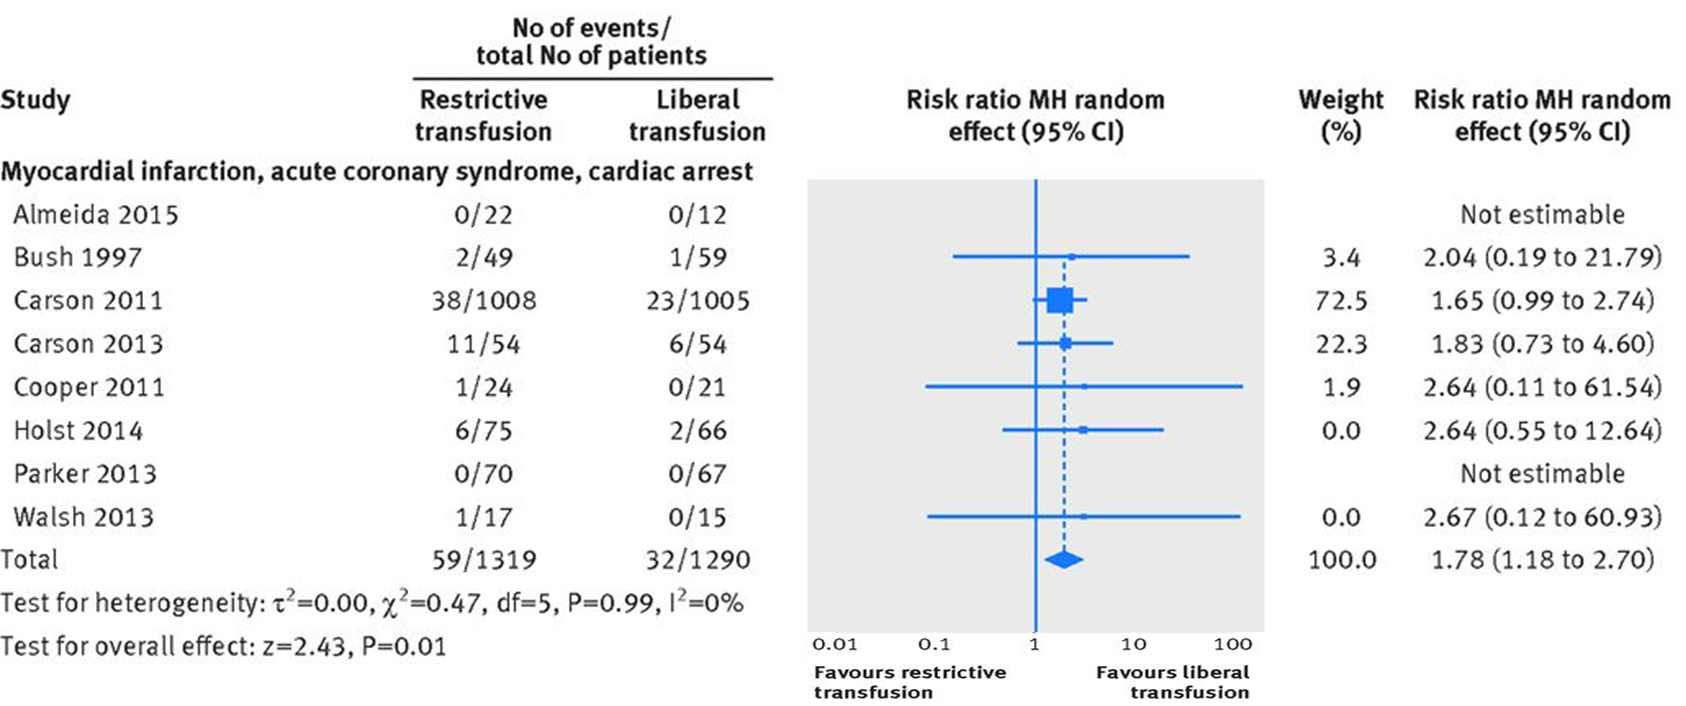 No of events/
total No of patients
Study Restrictive transfusion Liberal transfusion Risk ratio MH random effect (95% CI) Weight (%) Risk ratio MH random effect (95% CI)
Myocardial infarction, acute coronary syndrome, cardiac arrest
Almeida 2015 0/22 0/12 Not estimable
Bush 1997 2/49 1/59 3.4 2.04 (0.19 to 21.79)
Carson 2011 38/1008 23/1005 72.5 1.65 (0.99 to 2.74)
Carson 2013 11/54 6/54 22.3 1.83 (0.73 to 4.60)
Cooper 2011 1/24 0/21 1.9 2.64 (0.11 to 61.54)
Holst 2014 6/75 2/66 0.0 2.64 (0.55 to 12.64)
Parker 2013 0/70 0/67 Not estimable
Walsh 2013 1/17 0/15 0.0 2.67 (0.12 to 60.93)
Total 59/1319 32/1290 100.0 1.78 (1.18 to 2.70)
Test for heterogeneity: τ²=0.00, χ²=0.47, df=5, P=0.99, I²=0%
Test for overall effect: z=2.43, P=0.01
0.01 0.1 1 10 100
Favours restrictive transfusion Favours liberal transfusion